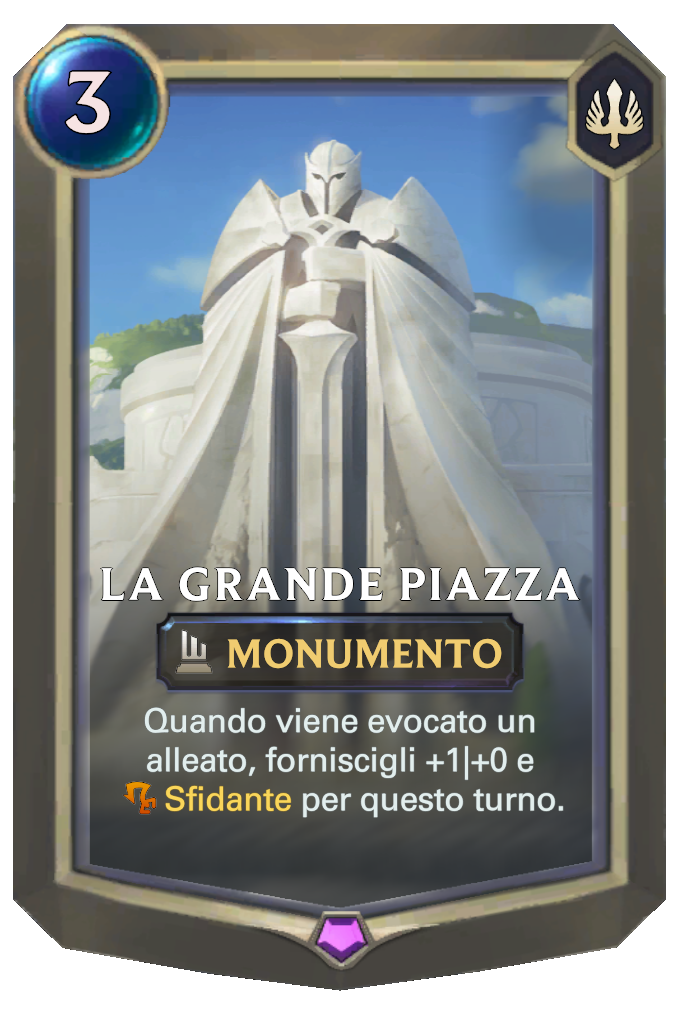 3
LA GRANDE PIAZZA
MONUMENTO
Quando viene evocato un
alleato, forniscigli +1|+0 e
Sfidante per questo turno.